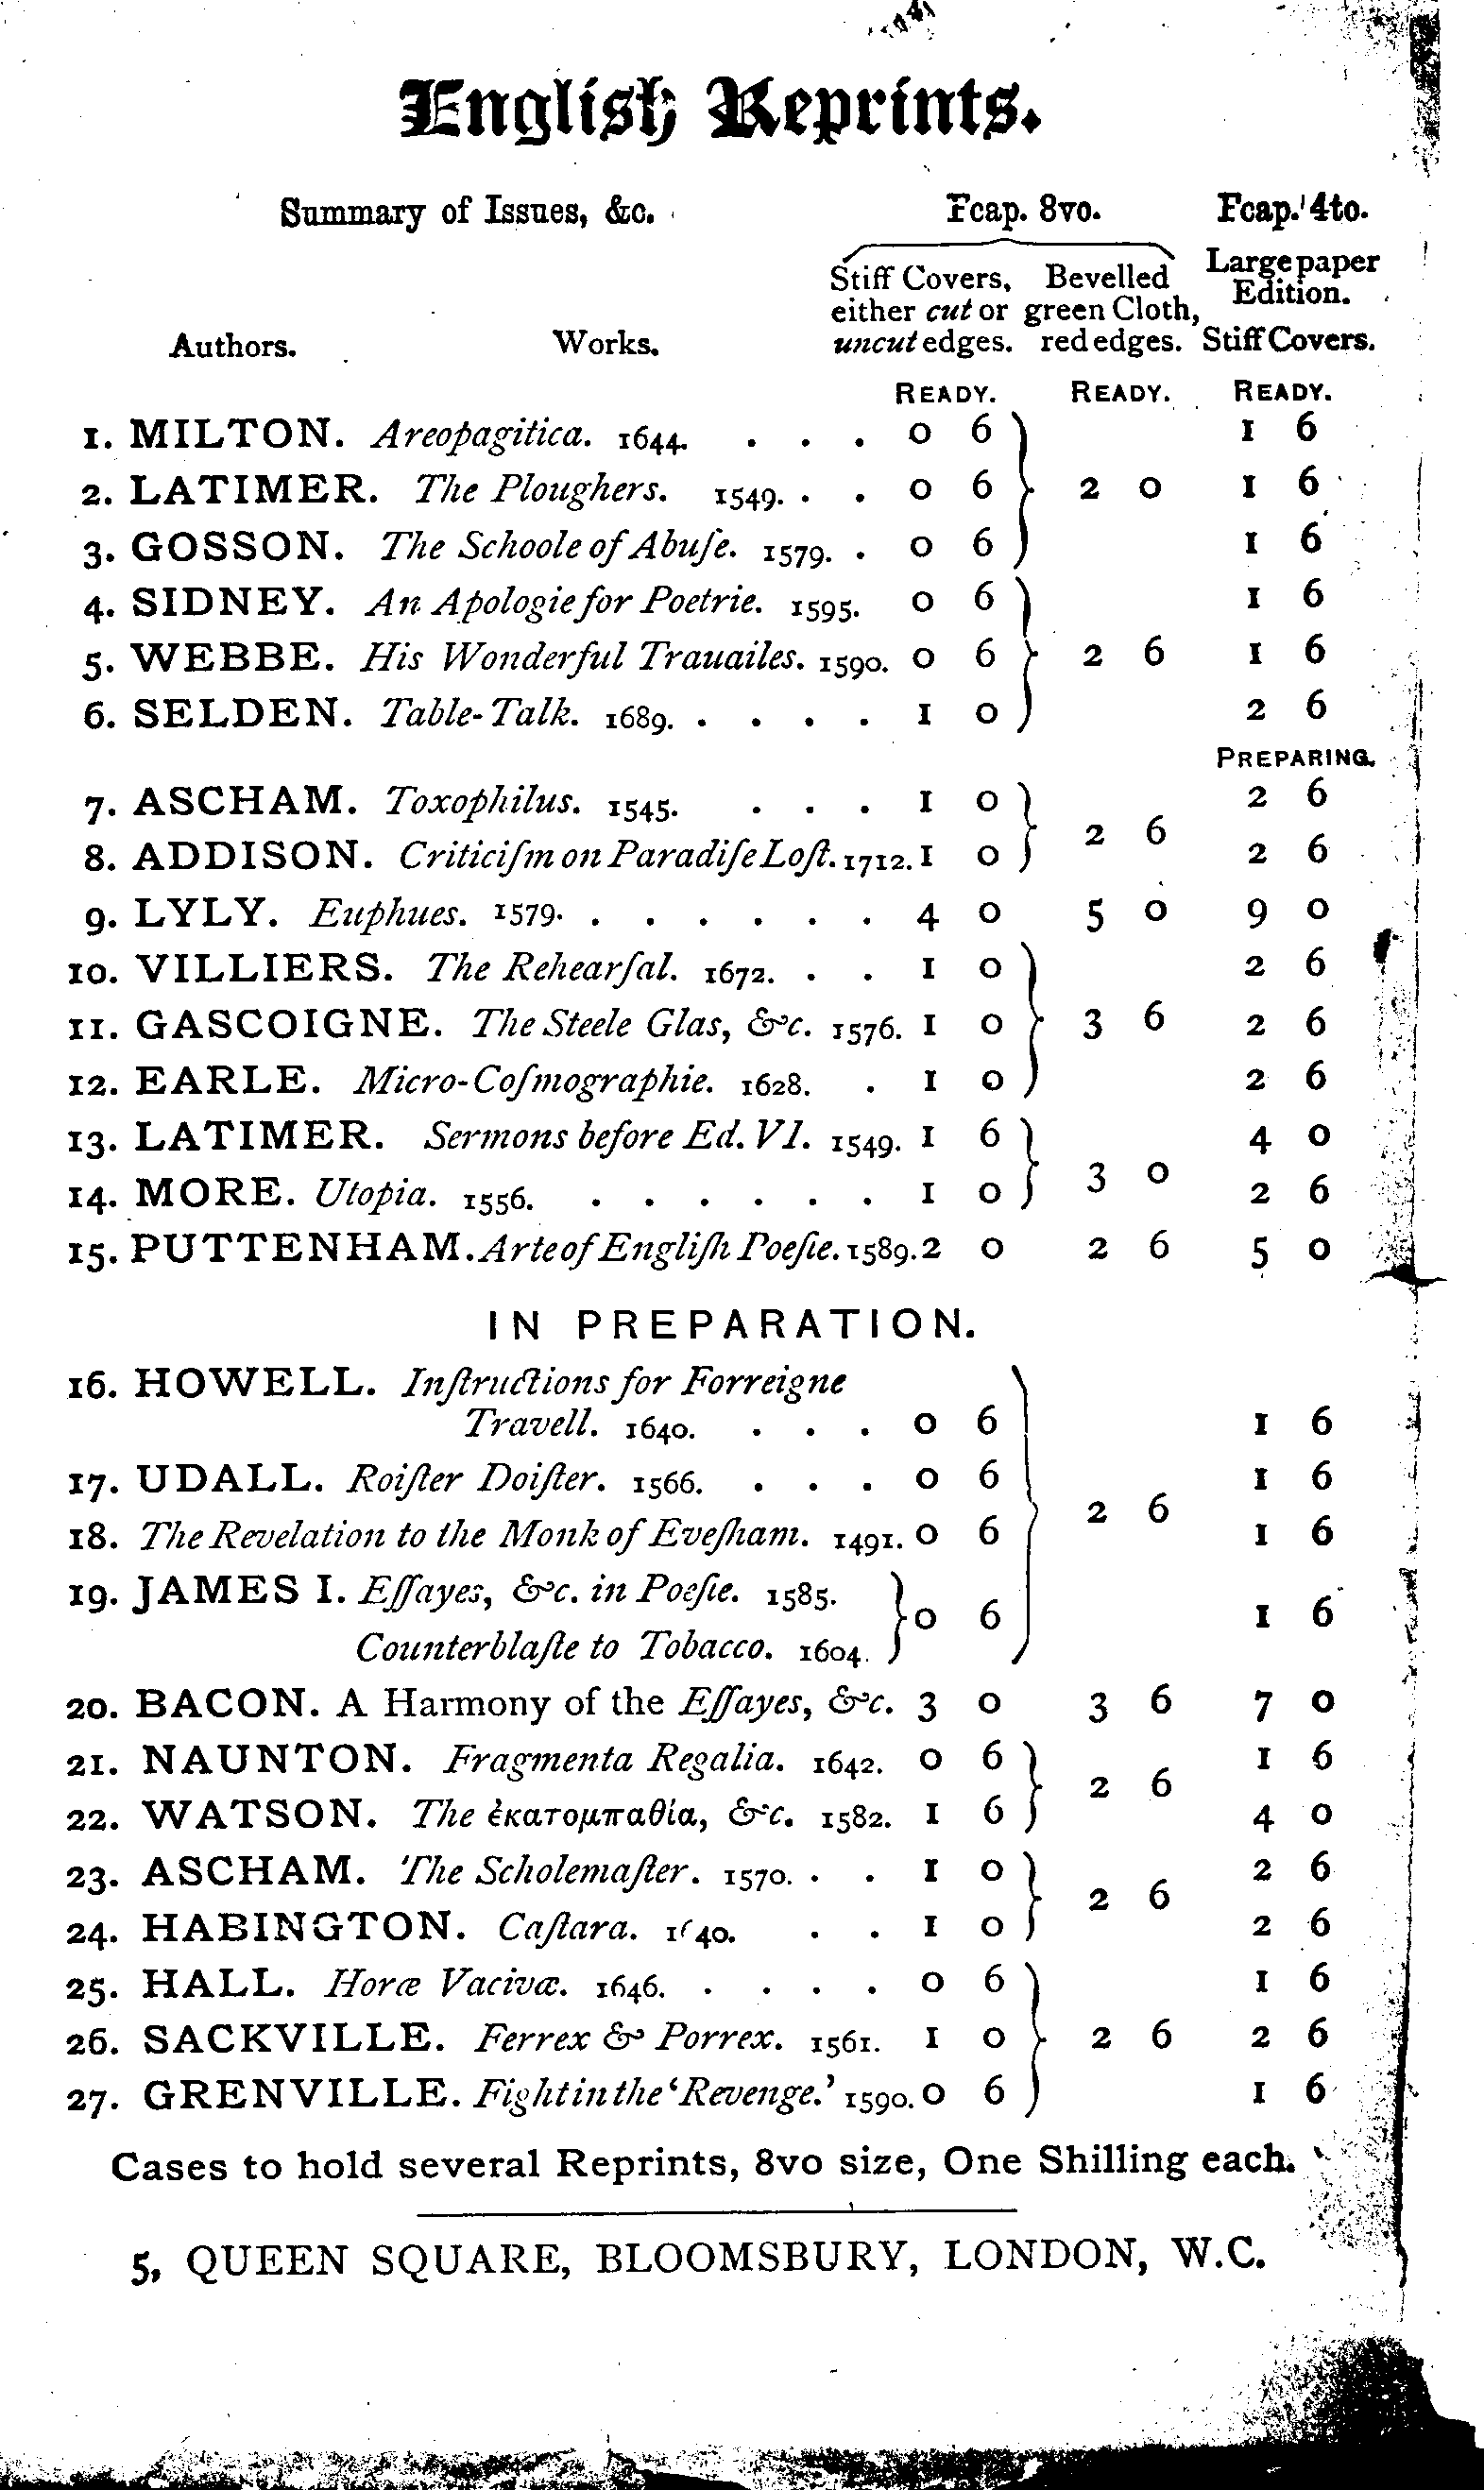 English Reprints.
Summary of Issues, &c. Fcap. 8vo. Fcap. 4to.
Stiff Covers, Bevelled Large paper
either cut or green Cloth, Edition.
Authors. Works. uncut edges. red edges. Stiff Covers.
READY. READY. READY.
1. MILTON. Areopagitica. 1644. . . . 0 6 1 6
2. LATIMER. The Ploughers. 1549. . . 0 6 2 0 1 6
3. GOSSON. The Schoole of Abuſe. 1579. . 0 6 1 6
4. SIDNEY. An Apologie for Poetrie. 1595. 0 6 1 6
5. WEBBE. His Wonderful Trauailes. 1590. 0 6 2 6 1 6
6. SELDEN. Table-Talk. 1689. . . . . 1 0 2 6
PREPARING.
7. ASCHAM. Toxophilus. 1545. . . . 1 0 2 6
2 6
8. ADDISON. Criticiſm on Paradiſe Loſt. 1712. 1 0 2 6
9. LYLY. Euphues. 1579. . . . . . . 4 0 5 0 9 0
10. VILLIERS. The Rehearſal. 1672. . . 1 0 2 6
11. GASCOIGNE. The Steele Glas, &c. 1576. 1 0 3 6 2 6
12. EARLE. Micro-Coſmographie. 1628. . 1 0 2 6
13. LATIMER. Sermons before Ed. VI. 1549. 1 6 4 0
3 0
14. MORE. Utopia. 1556. . . . . . . 1 0 2 6
15. PUTTENHAM. Arte of Engliſh Poeſie. 1589. 2 0 2 6 5 0
IN PREPARATION.
16. HOWELL. Inſtructions for Forreigne
Travell. 1640. . . . 0 6 1 6
17. UDALL. Roiſter Doiſter. 1566. . . . 0 6 1 6
2 6
18. The Revelation to the Monk of Eveſham. 1491. 0 6 1 6
19. JAMES I. Eſſayes, &c. in Poeſie. 1585.
0 6 1 6
Counterblaſte to Tobacco. 1604.
20. BACON. A Harmony of the Eſſayes, &c. 3 0 3 6 7 0
21. NAUNTON. Fragmenta Regalia. 1642. 0 6 1 6
2 6
22. WATSON. The ἑκατομπαθία, &c. 1582. 1 6 4 0
23. ASCHAM. The Scholemaſter. 1570. . . 1 0 2 6
2 6
24. HABINGTON. Caſtara. . . 1 0 2 6
25. HALL. Horæ Vacivæ. 1646. . . . . 0 6 1 6
26. SACKVILLE. Ferrex & Porrex. 1561. 1 0 2 6 2 6
27. GRENVILLE. Fight in the 'Revenge.' 1590. 0 6 1 6
Cases to hold several Reprints, 8vo size, One Shilling each.
5, QUEEN SQUARE, BLOOMSBURY, LONDON, W.C.